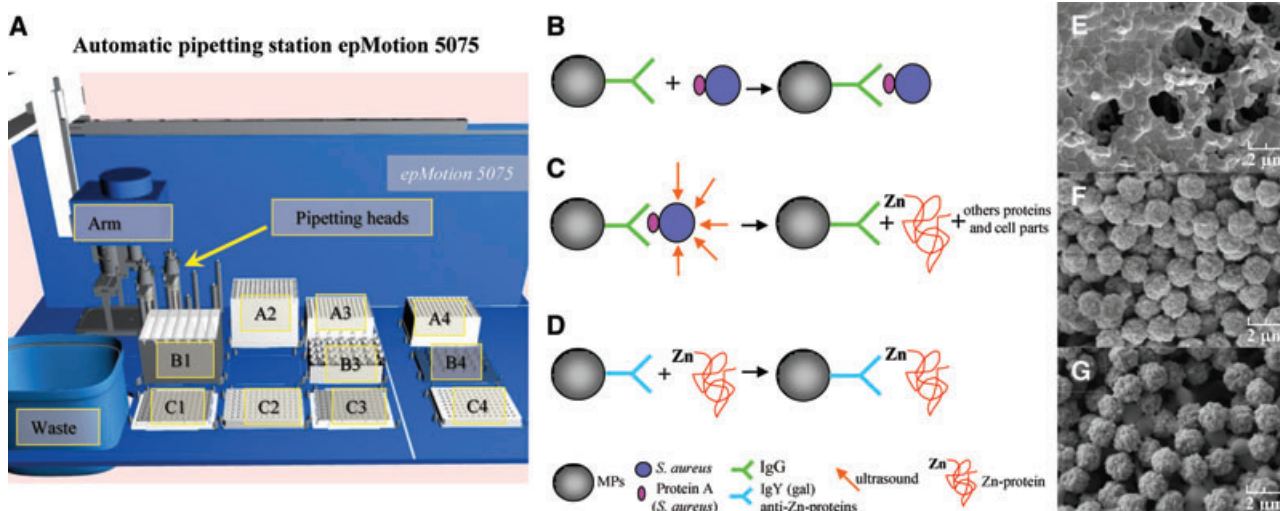 A
Automatic pipetting station epMotion 5075
epMotion 5075
Arm
Pipetting heads
A2
A3
A4
B1
B3
B4
C1
C2
C3
C4
Waste
B
+
C
Zn
+
+
others proteins
and cell parts
D
+
Zn
Zn
MPs
S. aureus
Protein A
(S. aureus)
IgG
IgY (gal)
anti-Zn-proteins
ultrasound
Zn
Zn-protein
E
2 μm
F
2 μm
G
2 μm